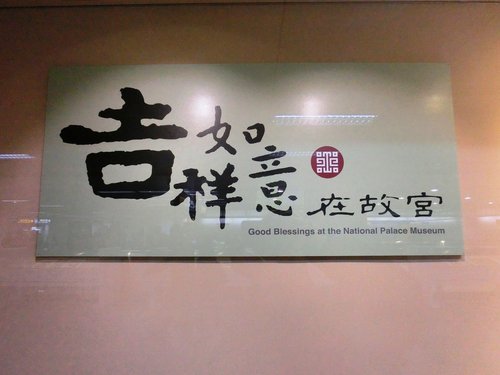 吉祥如意在故宮
Good Blessings at the National Palace Museum